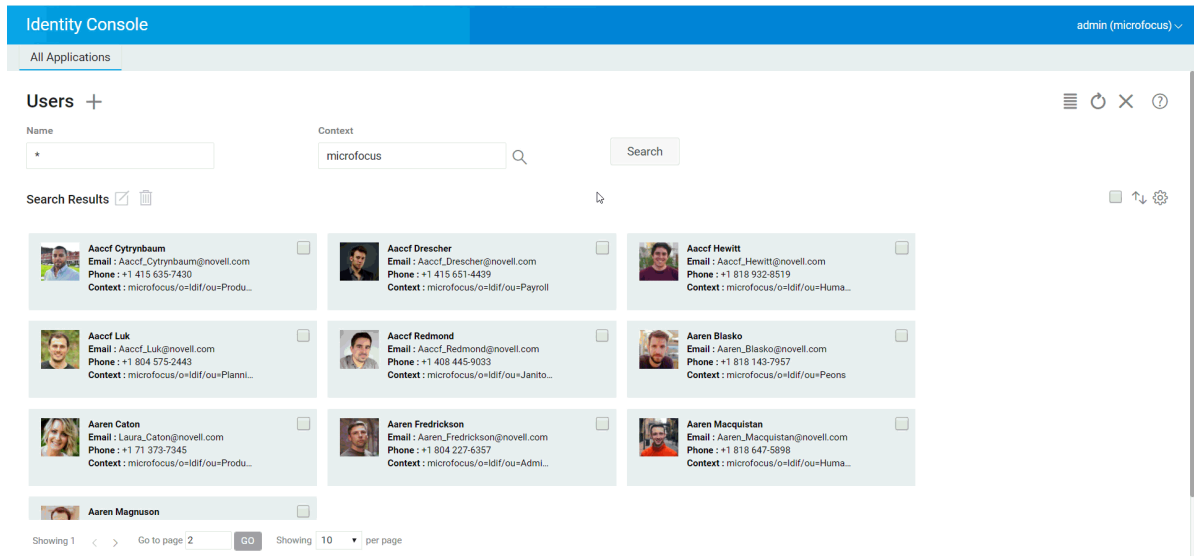 Identity Console
admin (microfocus)
All Applications
Users
Name
Context
*
microfocus
Search
Search Results
Aaccf Cytrynbaum
Email : Aaccf_Cytrynbaum@novell.com
Phone : +1 415 635-7430
Context : microfocus/o=ldif/ou=Produ...
Aaccf Drescher
Email : Aaccf_Drescher@novell.com
Phone : +1 415 651-4439
Context : microfocus/o=ldif/ou=Payroll
Aaccf Hewitt
Email : Aaccf_Hewitt@novell.com
Phone : +1 818 932-8519
Context : microfocus/o=ldif/ou=Huma...
Aaccf Luk
Email : Aaccf_Luk@novell.com
Phone : +1 804 575-2443
Context : microfocus/o=ldif/ou=Planni...
Aaccf Redmond
Email : Aaccf_Redmond@novell.com
Phone : +1 408 445-9033
Context : microfocus/o=ldif/ou=Janito...
Aaren Blasko
Email : Aaren_Blasko@novell.com
Phone : +1 818 143-7957
Context : microfocus/o=ldif/ou=Peons
Aaren Caton
Email : Laura_Caton@novell.com
Phone : +1 71 373-7345
Context : microfocus/o=ldif/ou=Produ...
Aaren Fredrickson
Email : Aaren_Fredrickson@novell.com
Phone : +1 804 227-6357
Context : microfocus/o=ldif/ou=Admi...
Aaren Macquistan
Email : Aaren_Macquistan@novell.com
Phone : +1 818 647-5898
Context : microfocus/o=ldif/ou=Huma...
Aaren Magnuson
Showing 1 < > Go to page 2 GO Showing 10 per page